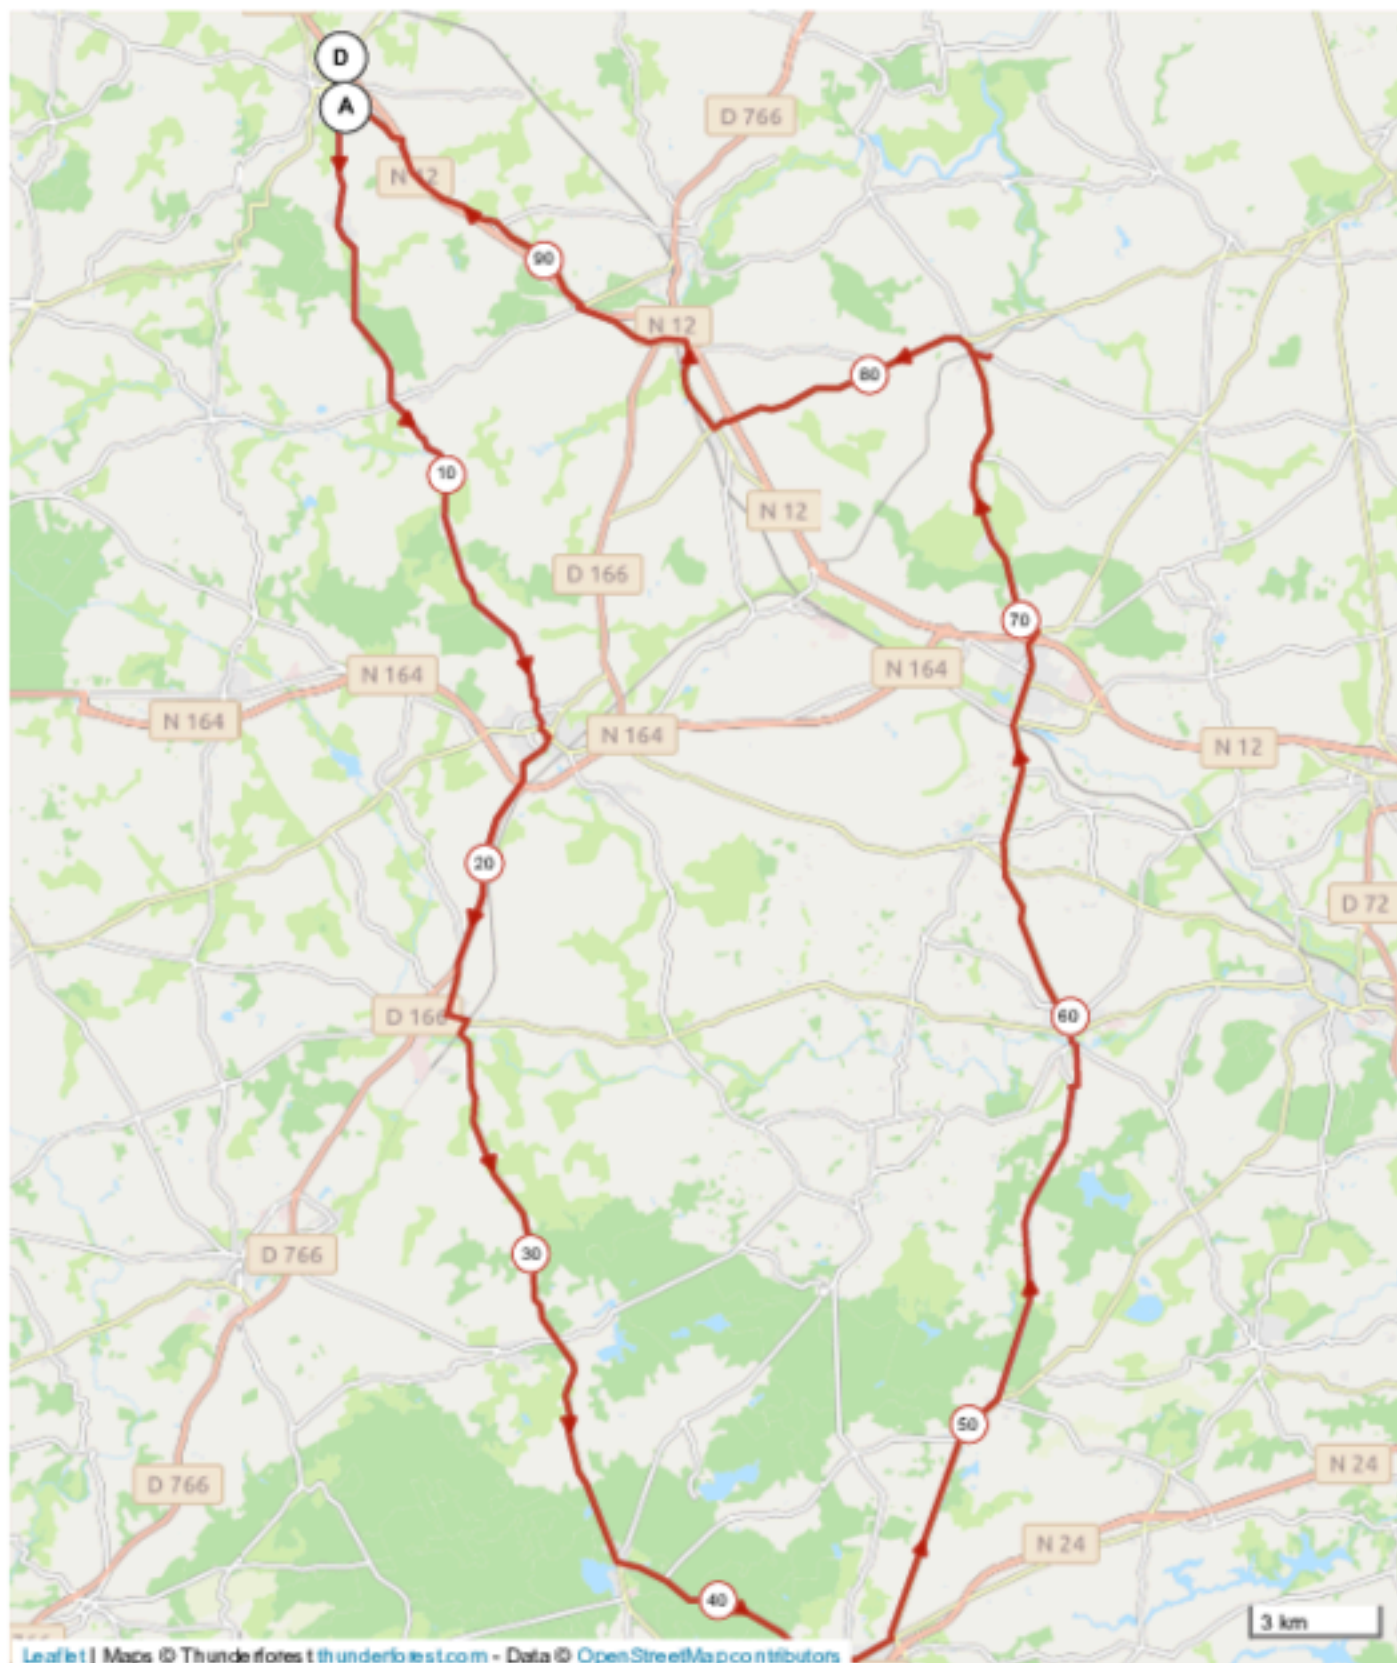 D
A
D 766
N 12
90
N 12
80
10
N 12
D 166
70
N 164
N 164
N 164
N 164
N 12
20
D 72
D 166
60
30
D 766
50
N 24
D 766
N 24
40
3 km
Leaflet | Maps © Thunderforest thunderforest.com - Data © OpenStreetMap contributors